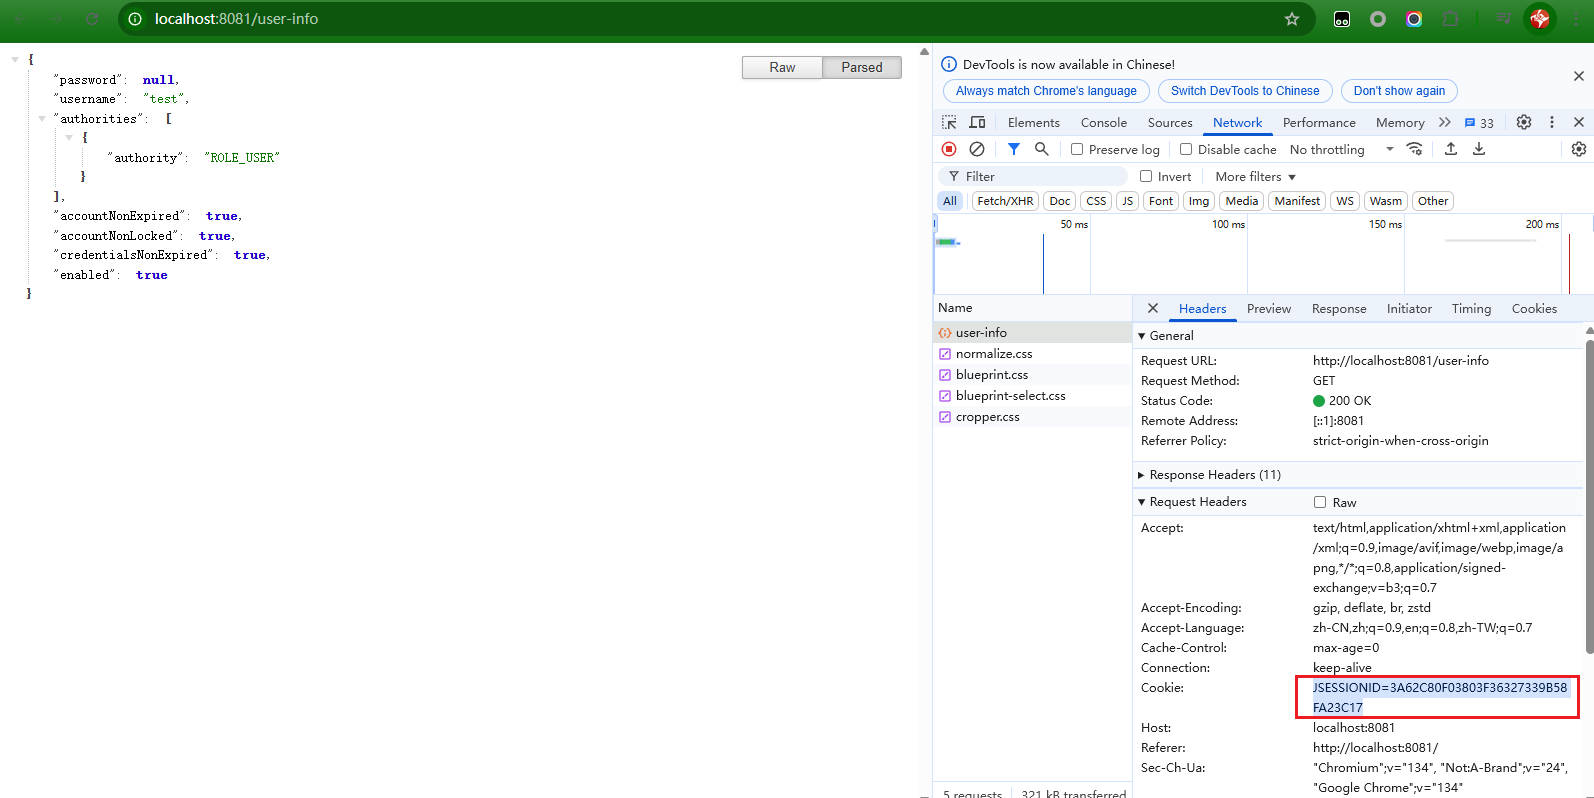 localhost:8081/user-info
{
"password": null,
"username": "test",
"authorities": [
{
"authority": "ROLE_USER"
}
],
"accountNonExpired": true,
"accountNonLocked": true,
"credentialsNonExpired": true,
"enabled": true
}
Raw Parsed
DevTools is now available in Chinese!
Always match Chrome's language Switch DevTools to Chinese Don't show again
Elements Console Sources Network Performance Memory 33
Preserve log Disable cache No throttling
Filter Invert More filters
All Fetch/XHR Doc CSS JS Font Img Media Manifest WS Wasm Other
50 ms 100 ms 150 ms 200 ms
Name
user-info
normalize.css
blueprint.css
blueprint-select.css
cropper.css
5 requests 321 kB transferred
Headers Preview Response Initiator Timing Cookies
General
Request URL: http://localhost:8081/user-info
Request Method: GET
Status Code: 200 OK
Remote Address: [::1]:8081
Referrer Policy: strict-origin-when-cross-origin
Response Headers (11)
Request Headers Raw
Accept: text/html,application/xhtml+xml,application
/xml;q=0.9,image/avif,image/webp,image/a
png,*/*;q=0.8,application/signed-
exchange;v=b3;q=0.7
Accept-Encoding: gzip, deflate, br, zstd
Accept-Language: zh-CN,zh;q=0.9,en;q=0.8,zh-TW;q=0.7
Cache-Control: max-age=0
Connection: keep-alive
Cookie: JSESSIONID=3A62C80F03803F36327339B58
FA23C17
Host: localhost:8081
Referer: http://localhost:8081/
Sec-Ch-Ua: "Chromium";v="134", "Not:A-Brand";v="24",
"Google Chrome";v="134"